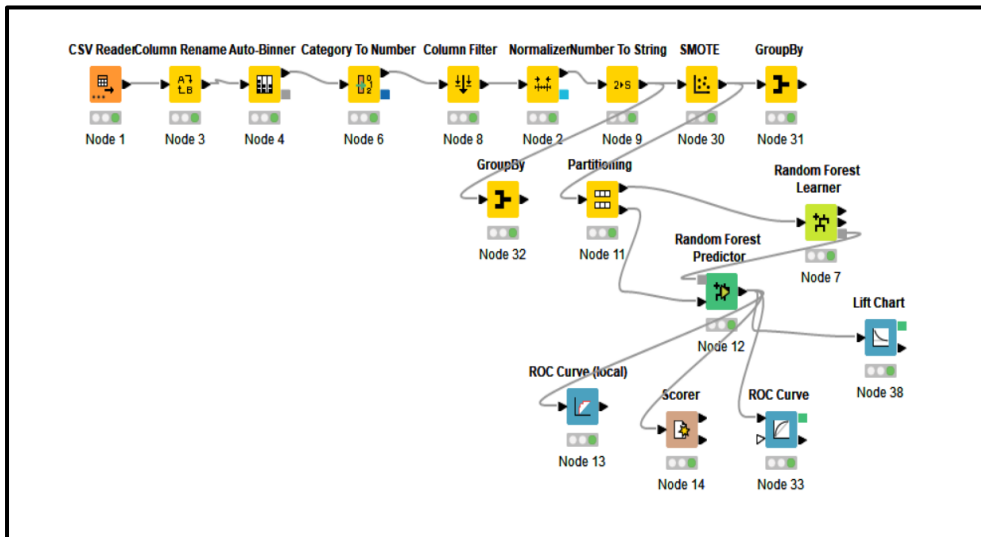 CSV Reader Column Rename Auto-Binner Category To Number Column Filter Normalizer Number To String SMOTE GroupBy
A B 2 S
Node 1 Node 3 Node 4 Node 6 Node 8 Node 2 Node 9 Node 30 Node 31
GroupBy Partitioning
Random Forest
Learner
Node 32 Node 11
Random Forest
Predictor
Node 7
Lift Chart
Node 12
ROC Curve (local) Scorer ROC Curve
Node 38
Node 13
Node 14 Node 33